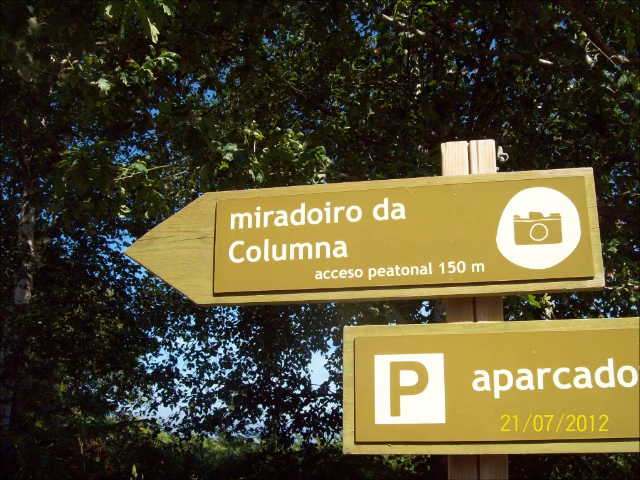 miradoiro da
Columna
acceso peatonal 150 m
P aparcado
21/07/2012